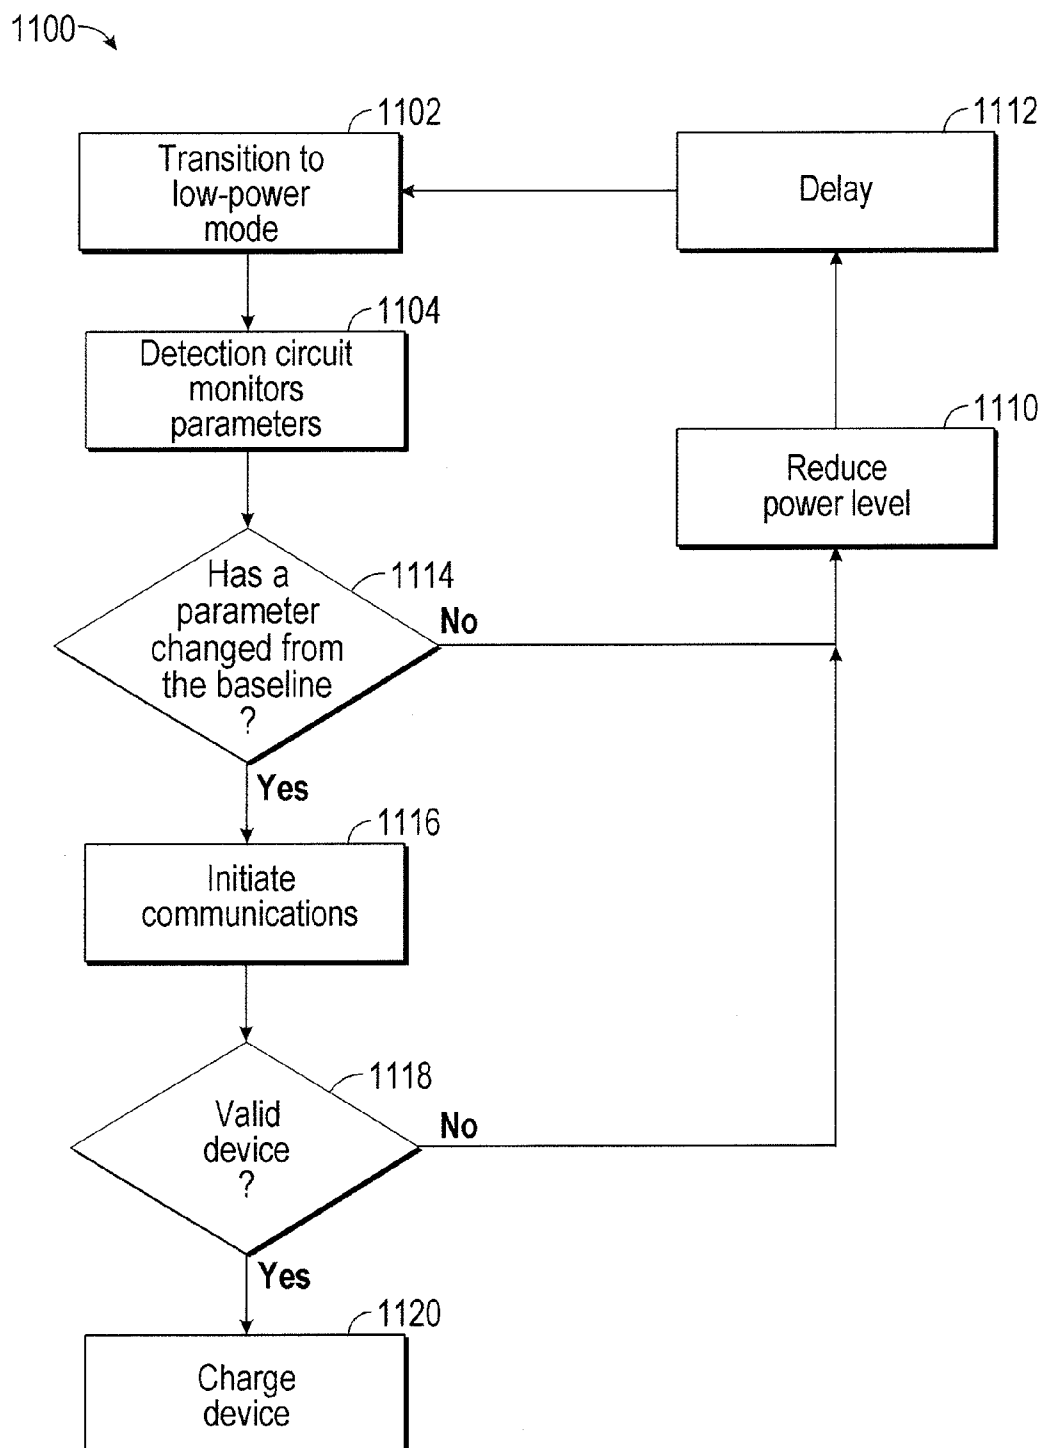 1100
1102
Transition to
low-power
mode
1112
Delay
1104
Detection circuit
monitors
parameters
1110
Reduce
power level
1114
Has a
parameter
changed from
the baseline
?
No
Yes
1116
Initiate
communications
1118
Valid
device
?
No
Yes
1120
Charge
device